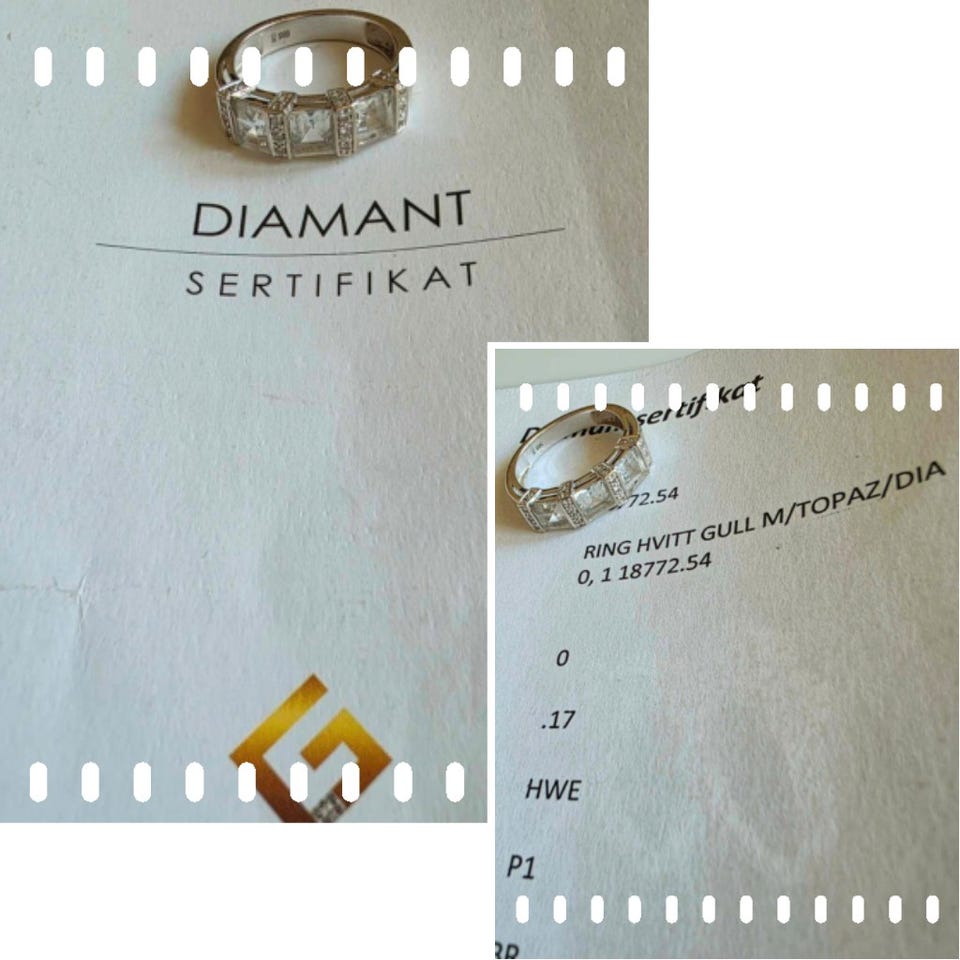 DIAMANT
SERTIFIKAT
72.54
RING HVITT GULL M/TOPAZ/DIA
0, 1 18772.54
0
.17
HWE
P1